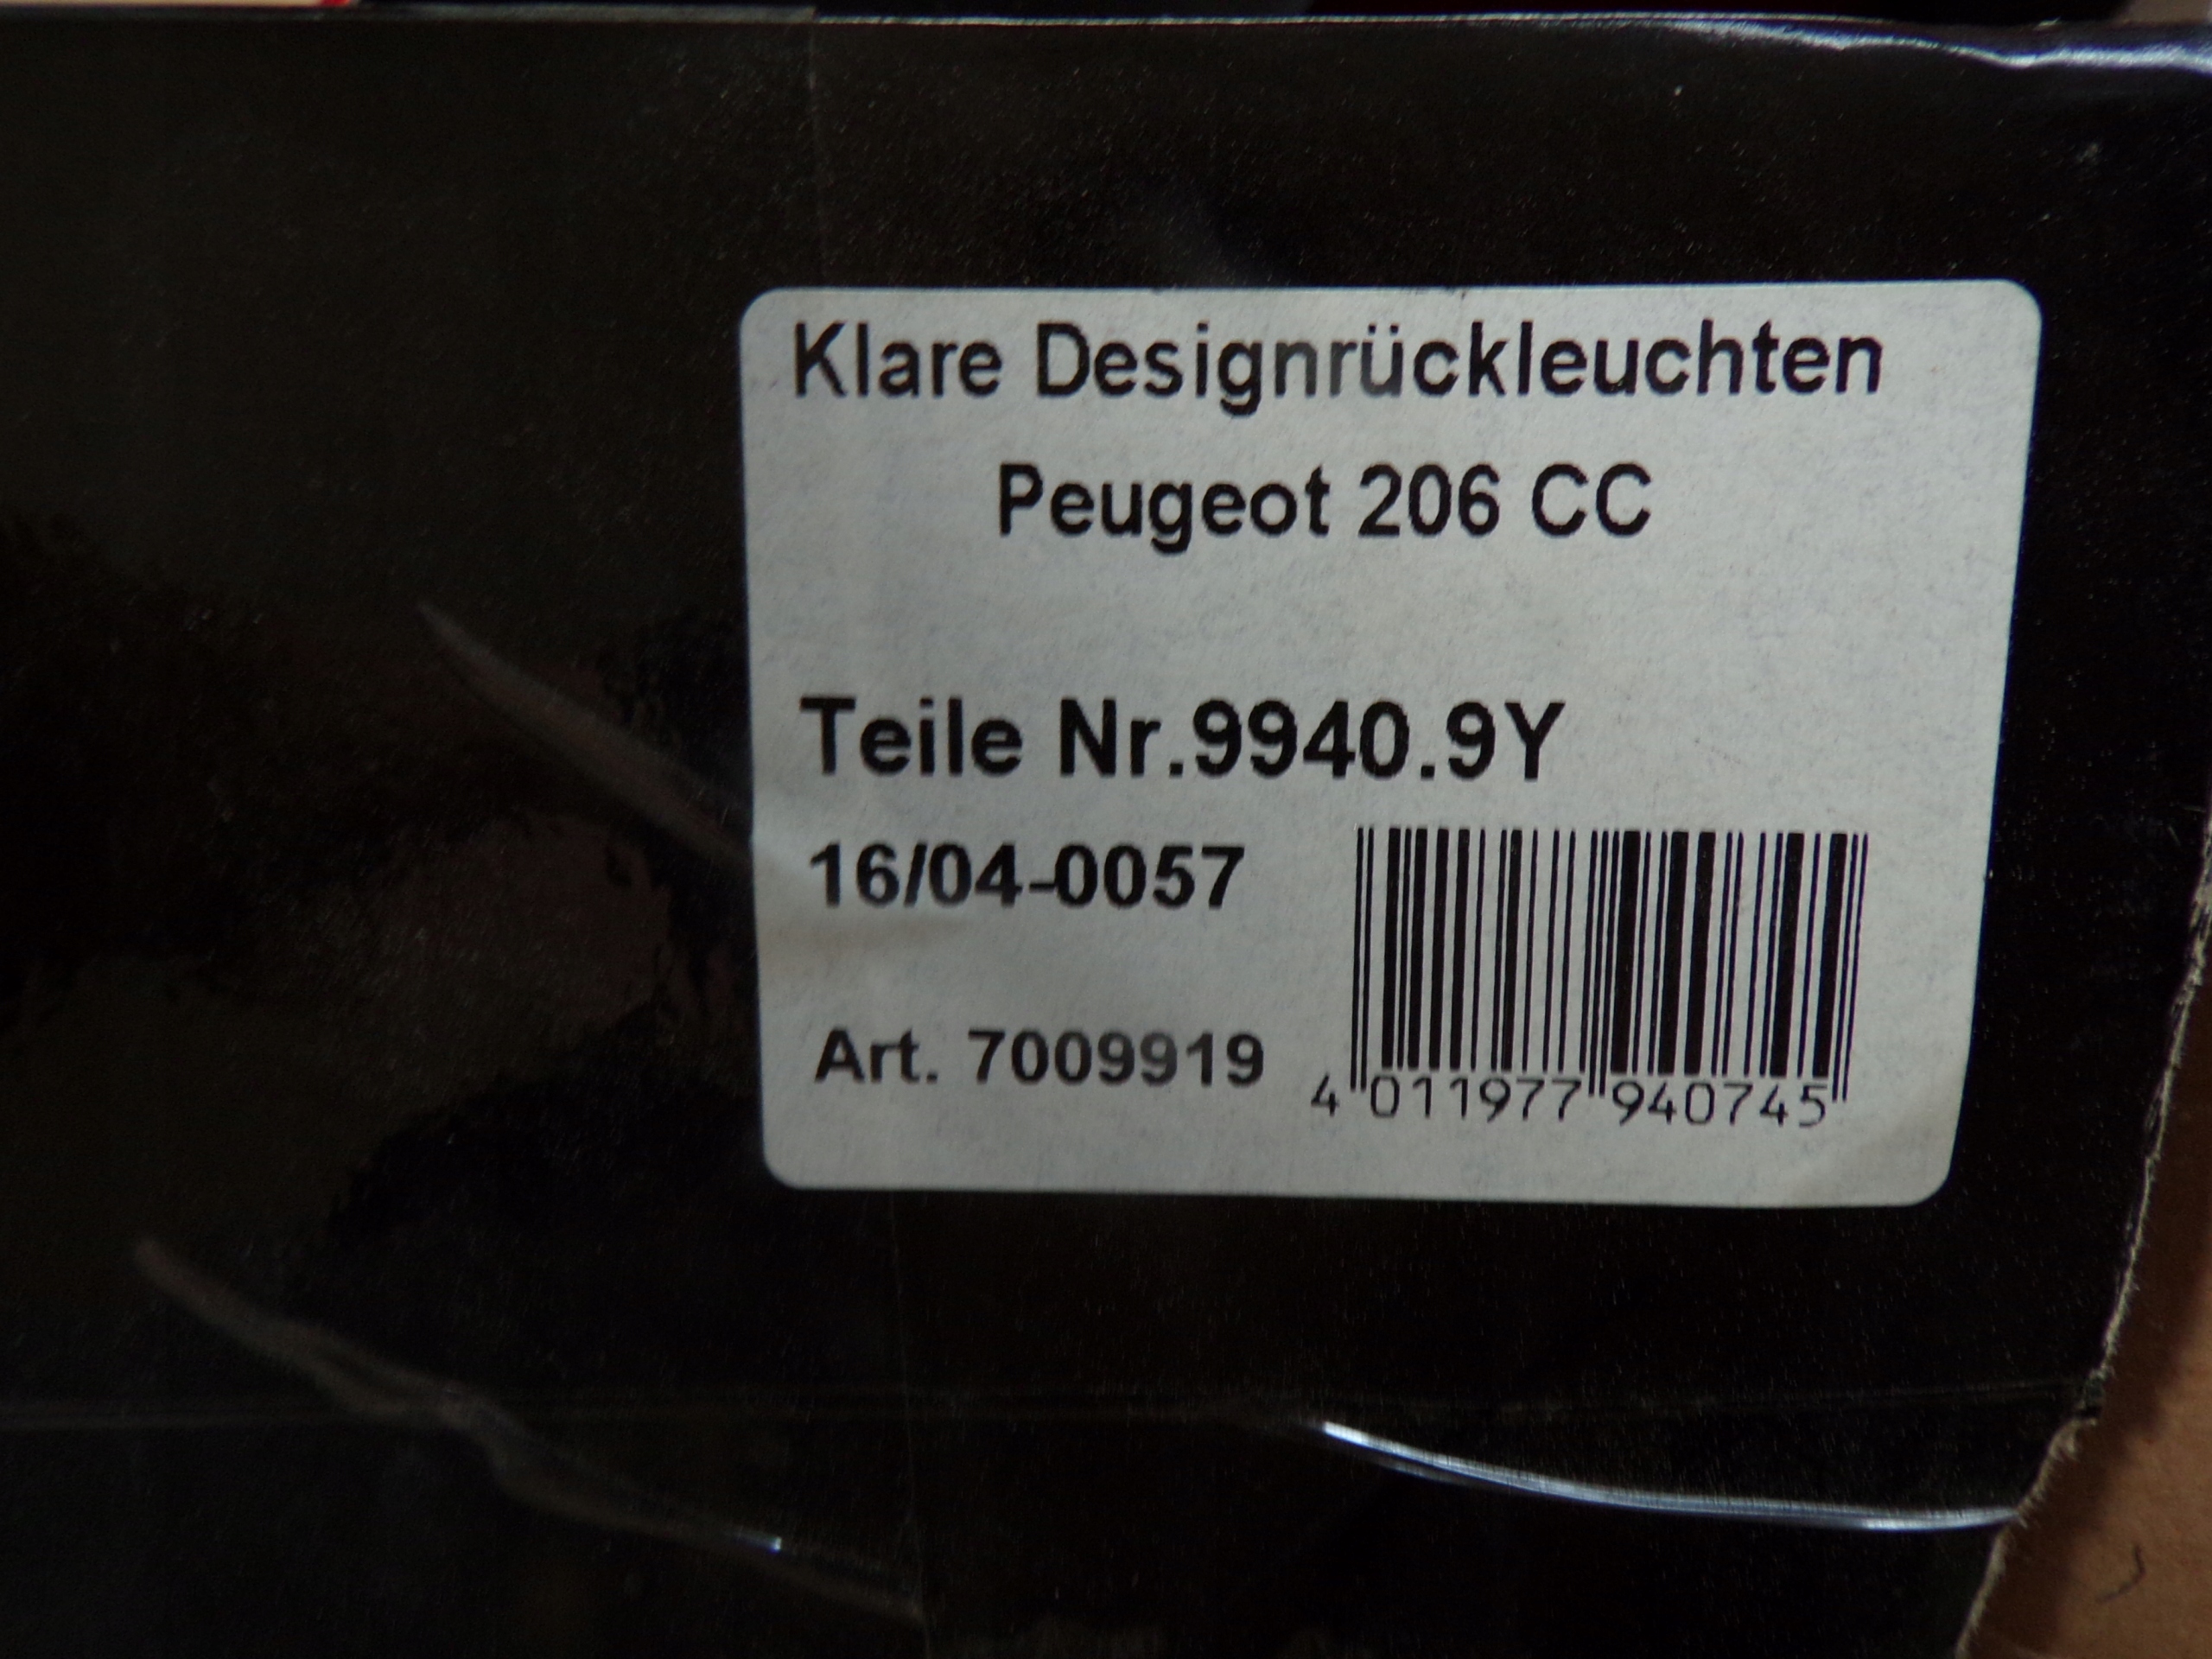 Klare Designrückleuchten
Peugeot 206 CC
Teile Nr.9940.9Y
16/04-0057
Art. 7009919
4 011977 940745